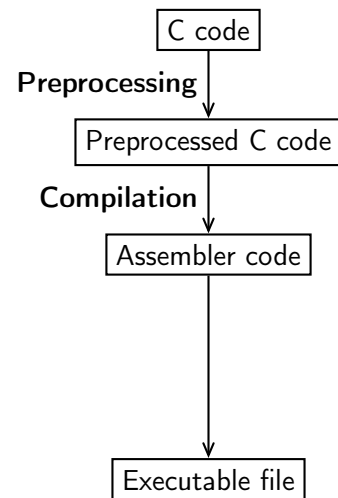 C code
Preprocessing
Preprocessed C code
Compilation
Assembler code
Executable file